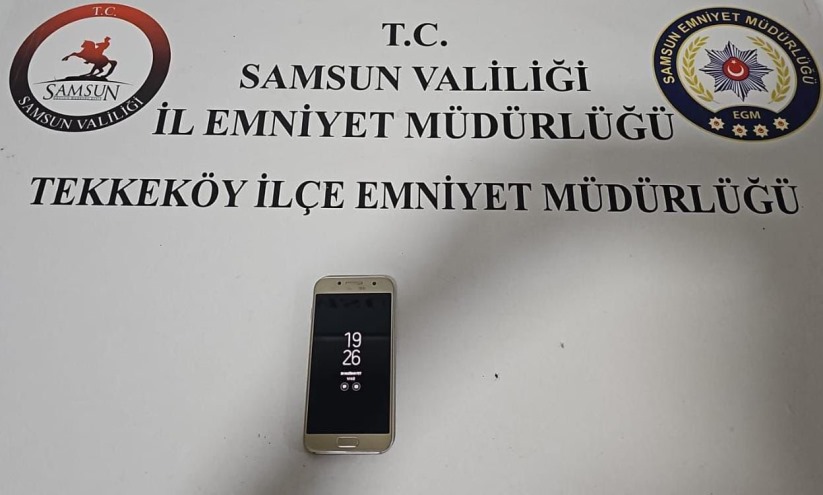 T.C.
SAMSUN
SAMSUN VALİLİĞİ
T.C.
SAMSUN VALİLİĞİ
İL EMNİYET MÜDÜRLÜĞÜ
SAMSUN EMNİYET MÜDÜRLÜĞÜ
EGM
TEKKEKÖY İLÇE EMNİYET MÜDÜRLÜĞÜ
19
26